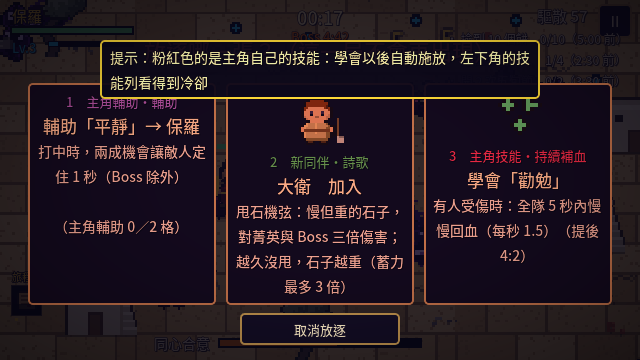 保羅
00:17
提示：粉紅色的是主角自己的技能：學會以後自動施放，左下角的技
能列看得到冷卻
1 主角輔助・輔助
輔助「平靜」→ 保羅
打中時，兩成機會讓敵人定
住 1 秒（Boss 除外）
（主角輔助 0／2 格）
2 新同伴・詩歌
大衛 加入
甩石機弦：慢但重的石子，
對菁英與 Boss 三倍傷害；
越久沒甩，石子越重（蓄力
最多 3 倍）
3 主角技能・持續補血
學會「勸勉」
有人受傷時：全隊 5 秒內慢
慢回血（每秒 1.5）（提後
4:2）
取消放逐
同心合意